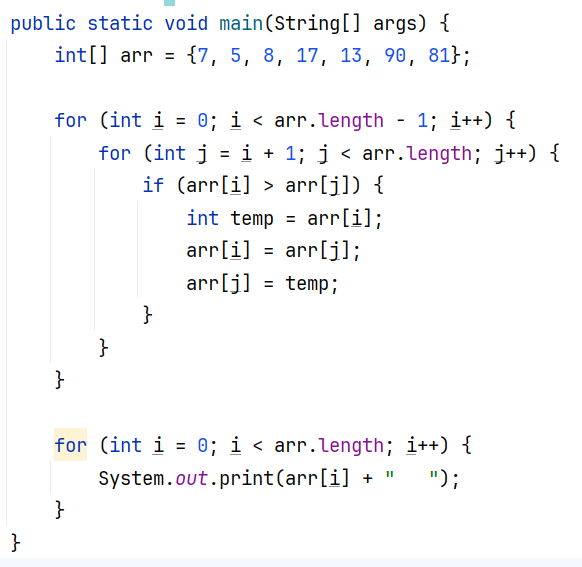 public static void main(String[] args) {
    int[] arr = {7, 5, 8, 17, 13, 90, 81};
    for (int i = 0; i < arr.length - 1; i++) {
        for (int j = i + 1; j < arr.length; j++) {
            if (arr[i] > arr[j]) {
                int temp = arr[i];
                arr[i] = arr[j];
                arr[j] = temp;
            }
        }
    }
    for (int i = 0; i < arr.length; i++) {
        System.out.print(arr[i] + "   ");
    }
}